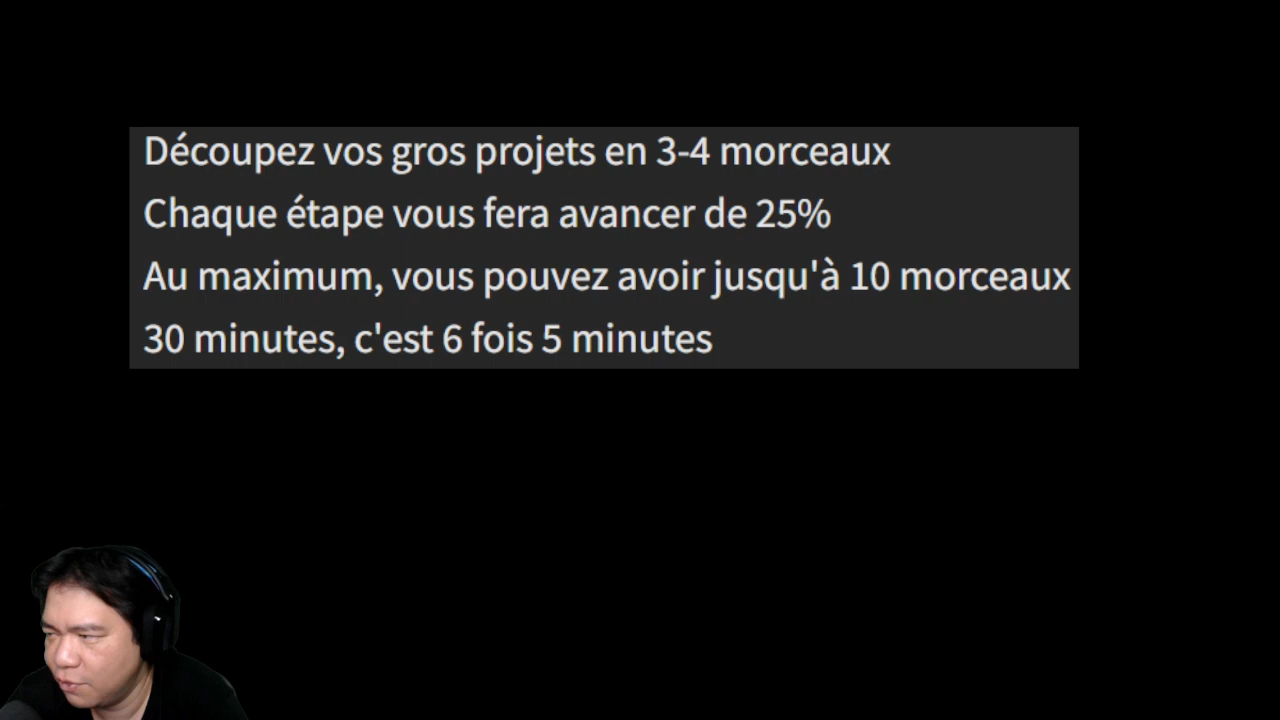 Découpez vos gros projets en 3-4 morceaux
Chaque étape vous fera avancer de 25%
Au maximum, vous pouvez avoir jusqu'à 10 morceaux
30 minutes, c'est 6 fois 5 minutes